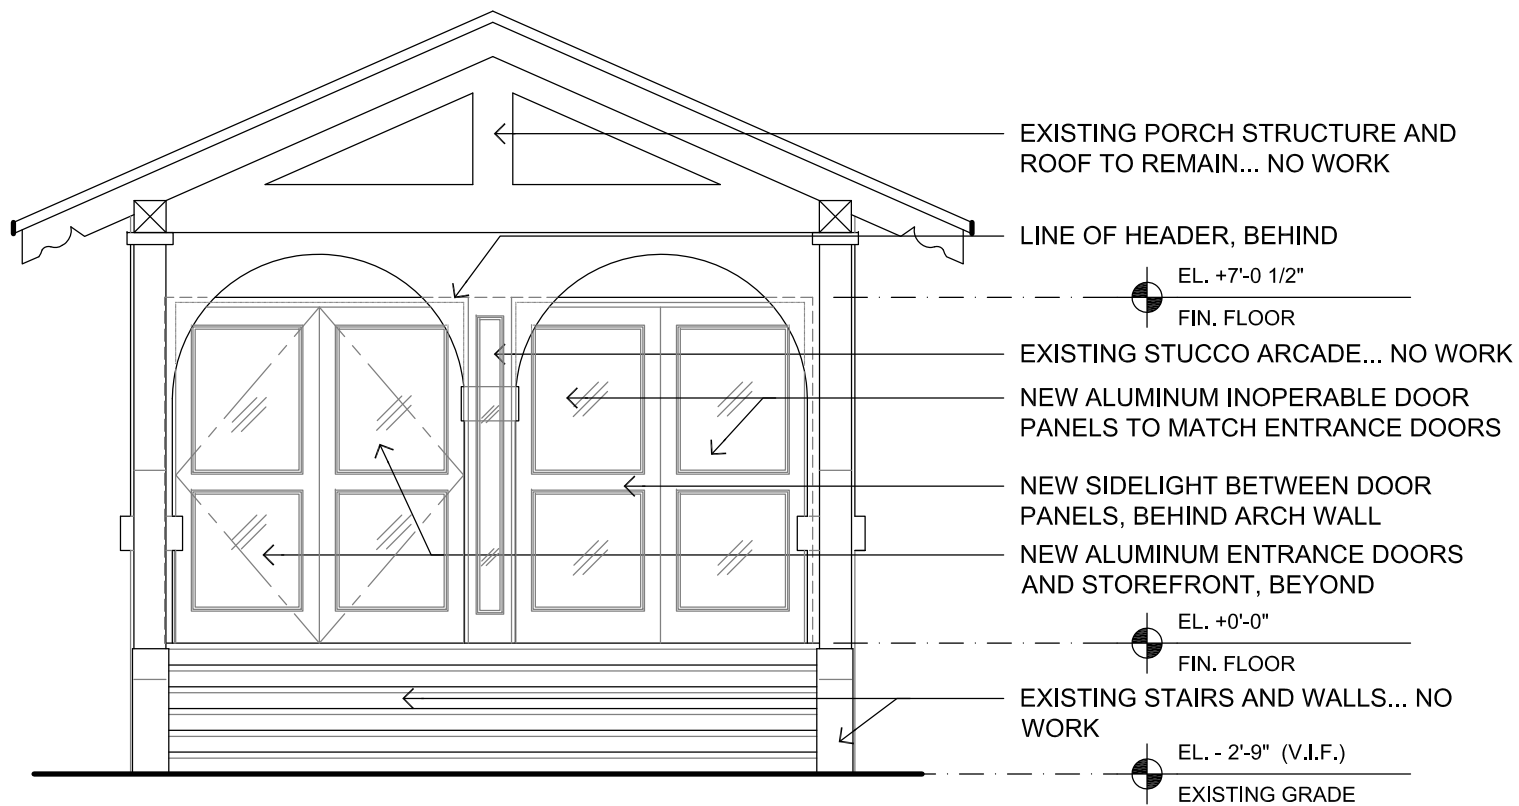 EXISTING PORCH STRUCTURE AND
ROOF TO REMAIN... NO WORK
LINE OF HEADER, BEHIND
EL. +7'-0 1/2"
FIN. FLOOR
EXISTING STUCCO ARCADE... NO WORK
NEW ALUMINUM INOPERABLE DOOR
PANELS TO MATCH ENTRANCE DOORS
NEW SIDELIGHT BETWEEN DOOR
PANELS, BEHIND ARCH WALL
NEW ALUMINUM ENTRANCE DOORS
AND STOREFRONT, BEYOND
EL. +0'-0"
FIN. FLOOR
EXISTING STAIRS AND WALLS... NO
WORK
EL. - 2'-9" (V.I.F.)
EXISTING GRADE